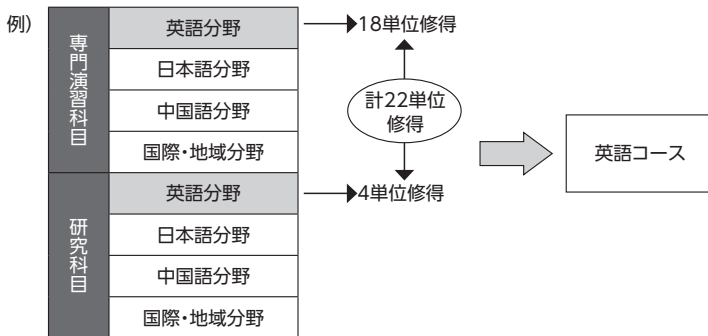 例)
専門演習科目
英語分野
18単位修得
日本語分野
中国語分野
国際・地域分野
計22単位
修得
英語コース
研究科目
英語分野
4単位修得
日本語分野
中国語分野
国際・地域分野